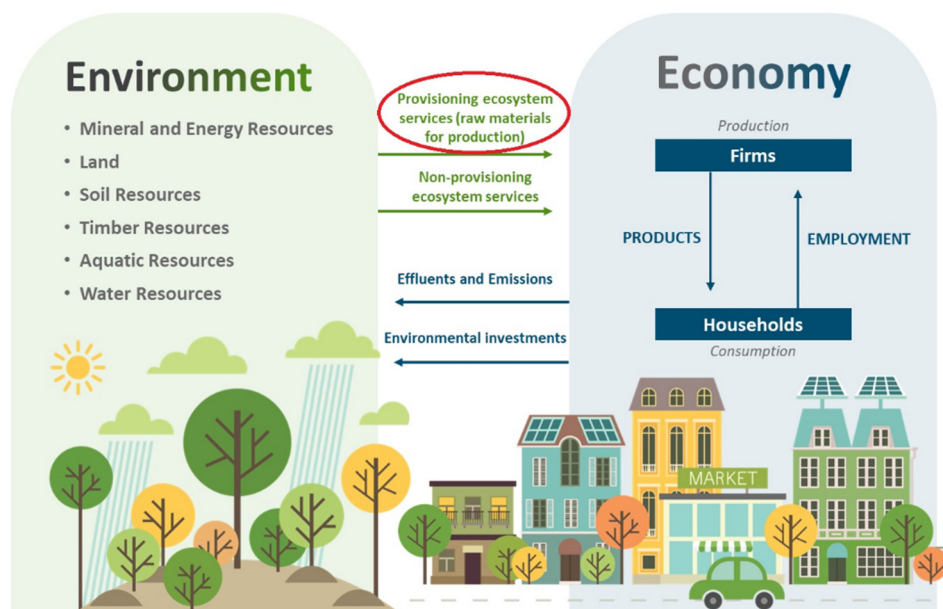 Environment
• Mineral and Energy Resources
• Land
• Soil Resources
• Timber Resources
• Aquatic Resources
• Water Resources
Provisioning ecosystem
services (raw materials
for production)
Non-provisioning
ecosystem services
Effluents and Emissions
Environmental investments
Economy
Production
Firms
PRODUCTS
EMPLOYMENT
Households
Consumption
MARKET